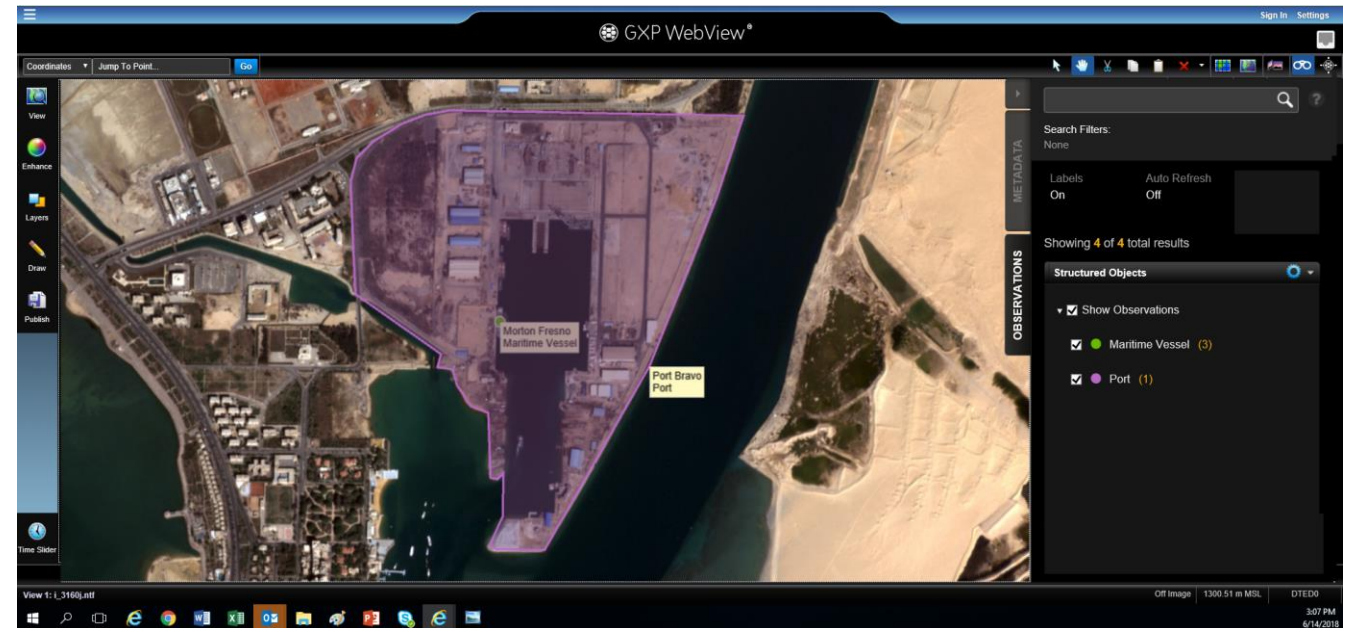 Sign In Settings
GXP WebView®
Coordinates Jump To Point... Go
View
Enhance
Layers
Draw
Publish
Time Slider
Morton Fresno
Maritime Vessel
Port Bravo
Port
METADATA
OBSERVATIONS
?
Search Filters:
None
Labels Auto Refresh
On Off
Showing 4 of 4 total results
Structured Objects
Show Observations
Maritime Vessel (3)
Port (1)
View 1: i_3160j.ntf
Off Image 1300.51 m MSL DTED0
3:07 PM
6/14/2018